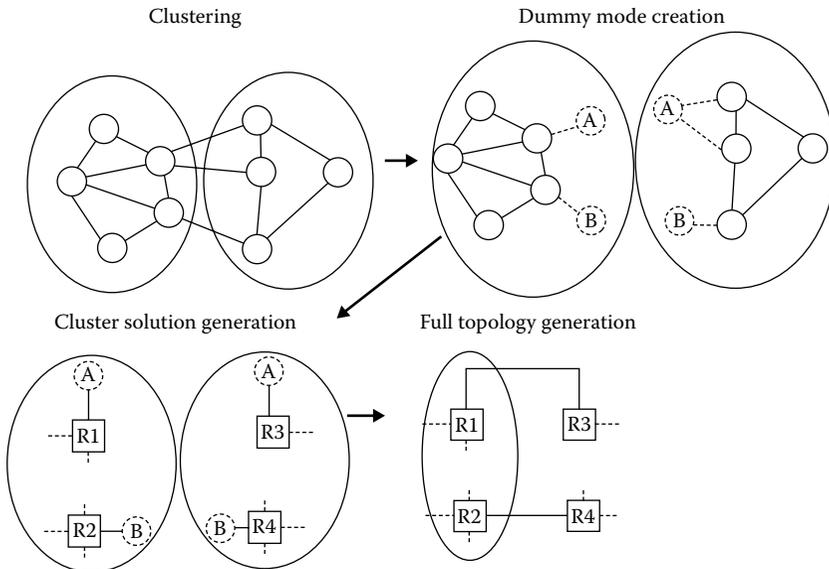 Clustering
Dummy mode creation
A
B
A
B
Cluster solution generation
Full topology generation
A
R1
R2
B
A
R3
B
R4
R1
R3
R2
R4